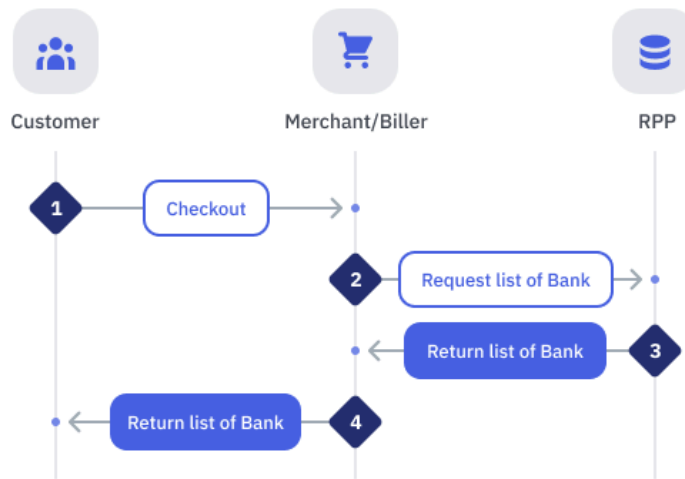 Customer
Merchant/Biller
RPP
1
Checkout
2
Request list of Bank
Return list of Bank
3
Return list of Bank
4